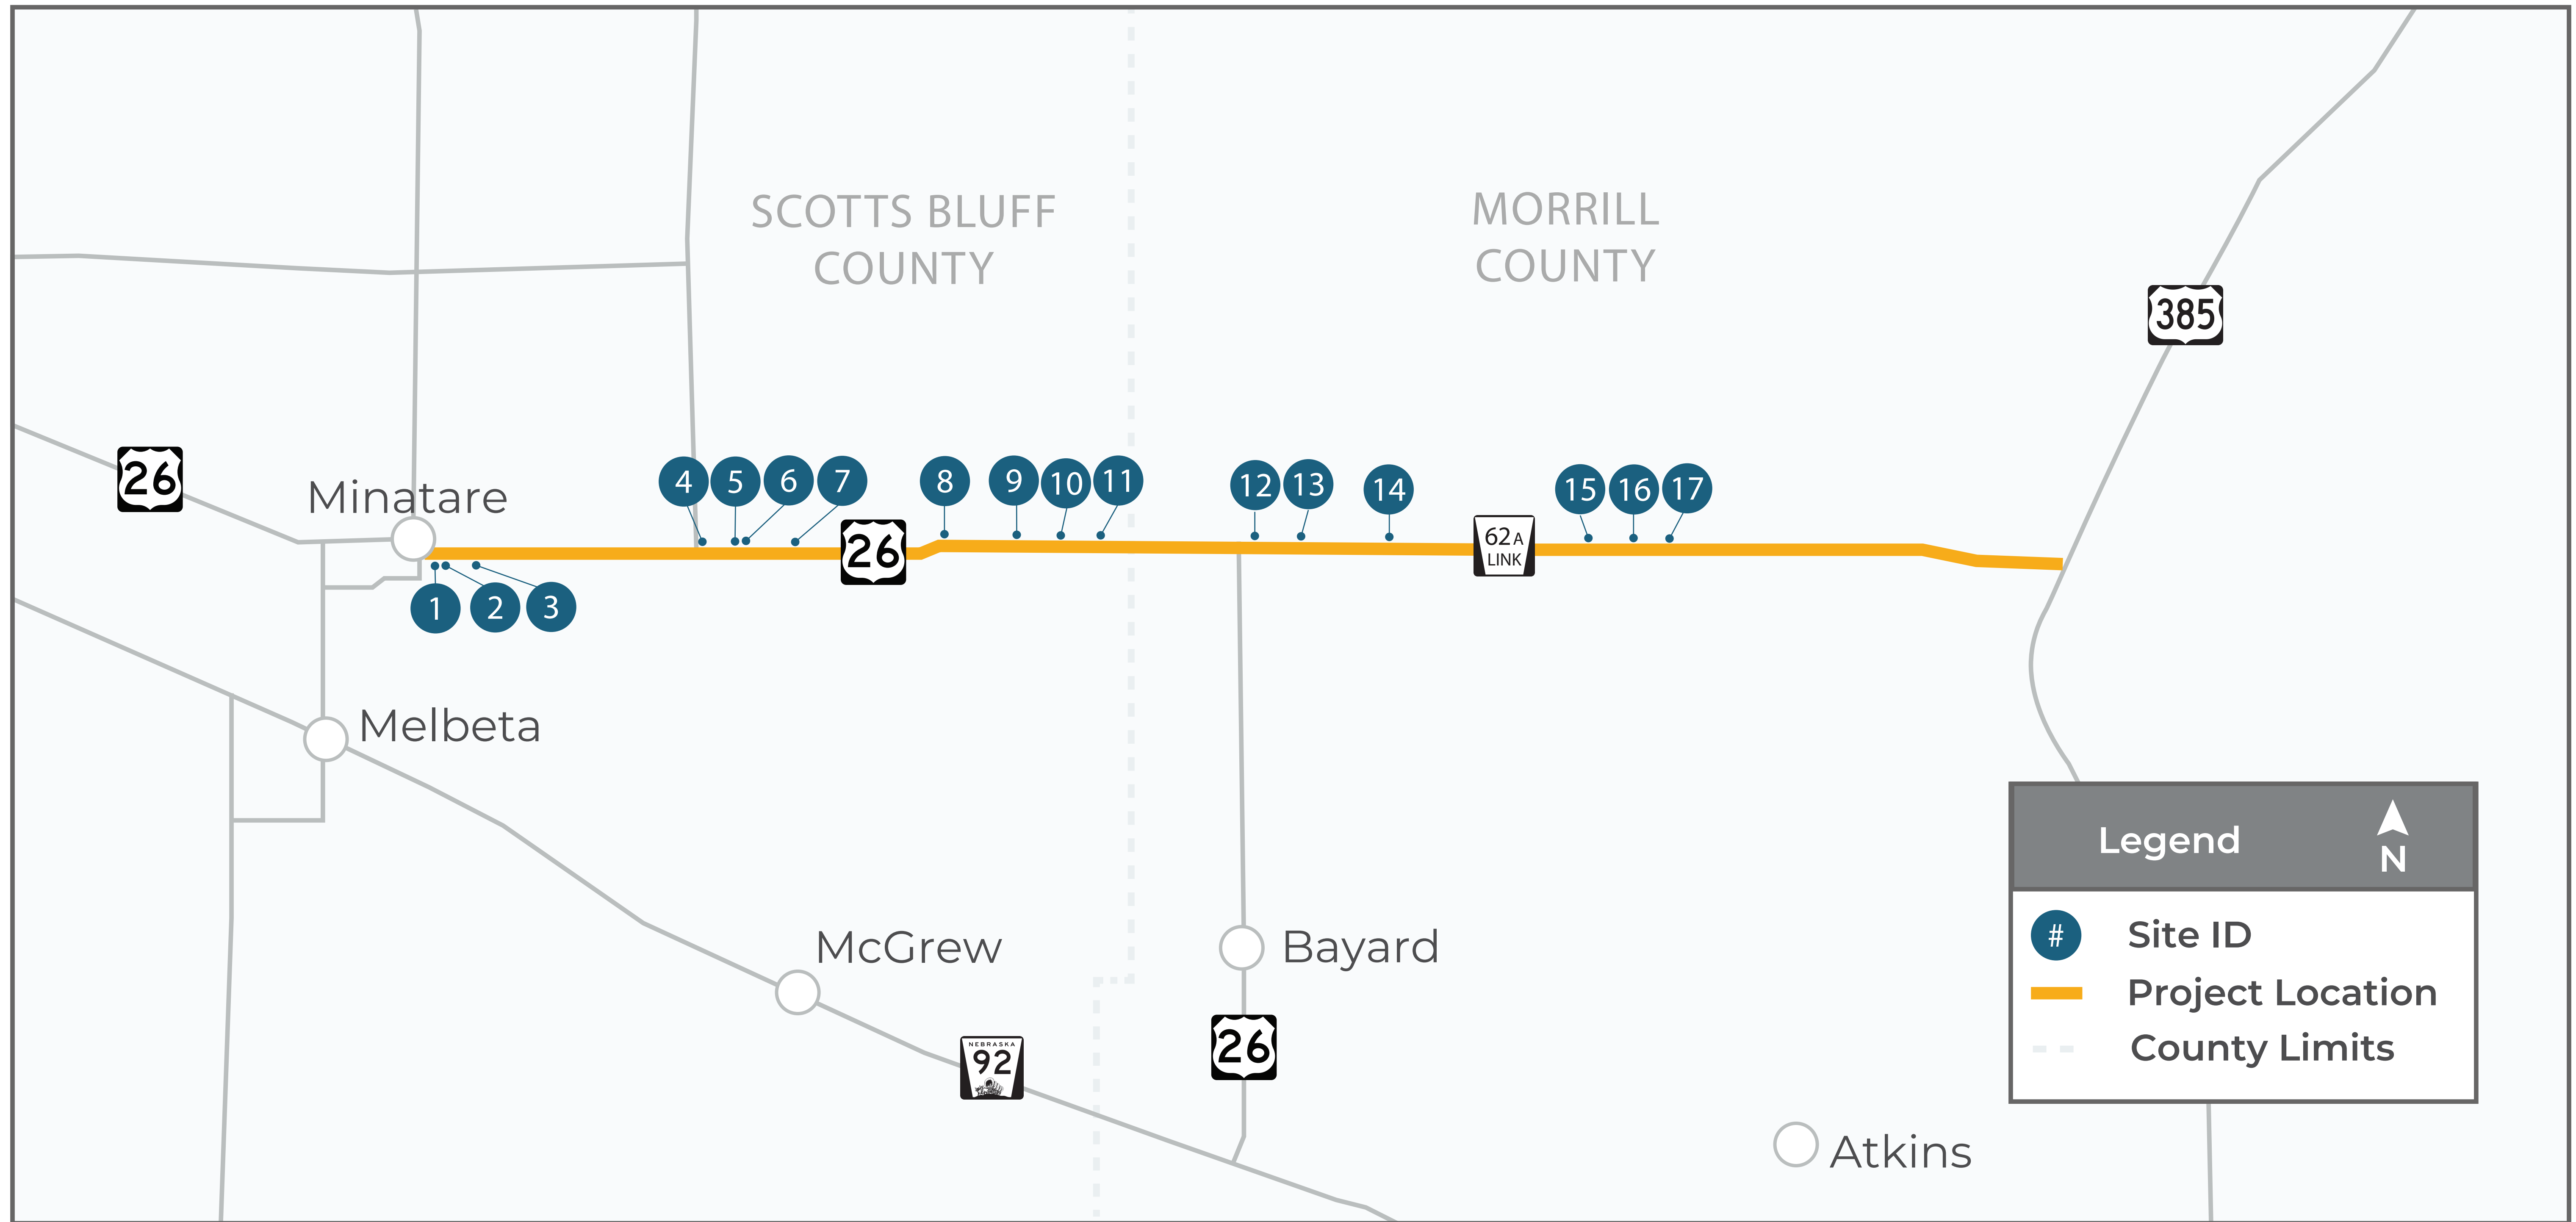 SCOTTS BLUFF
COUNTY
MORRILL
COUNTY
385
26
Minatare
4
5
6
7
8
9
10
11
12
13
14
15
16
17
26
62A
LINK
1
2
3
Melbeta
McGrew
Bayard
NEBRASKA
92
26
Atkins
Legend
N
# Site ID
Project Location
County Limits